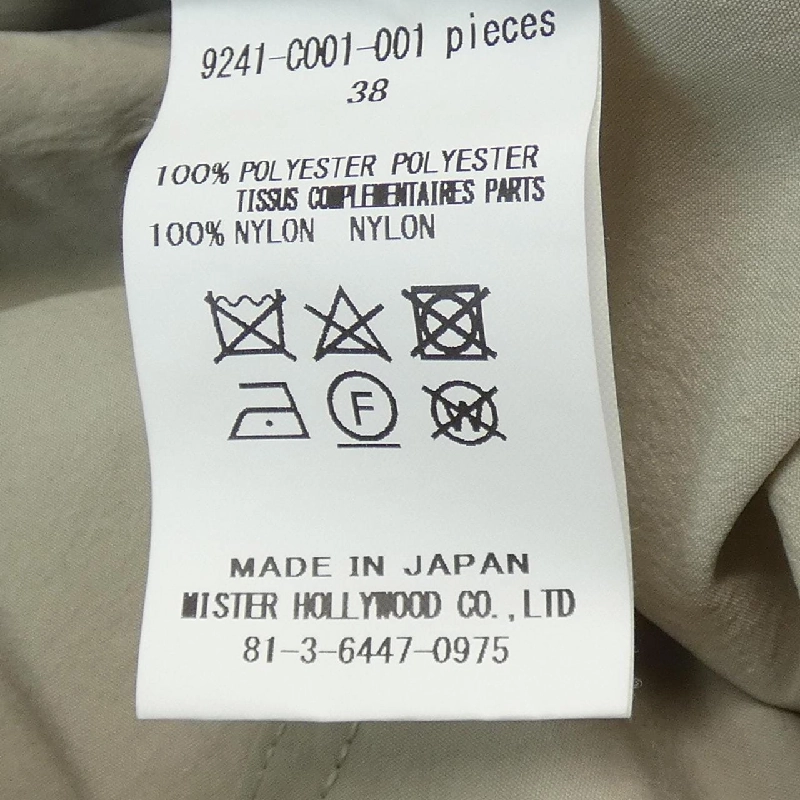 9241-C001-001 pieces
38
100% POLYESTER POLYESTER
TISSUS COMPLEMENTAIRES PARTS
100% NYLON NYLON
F
W
MADE IN JAPAN
MISTER HOLLYWOOD CO.,LTD
81-3-6447-0975